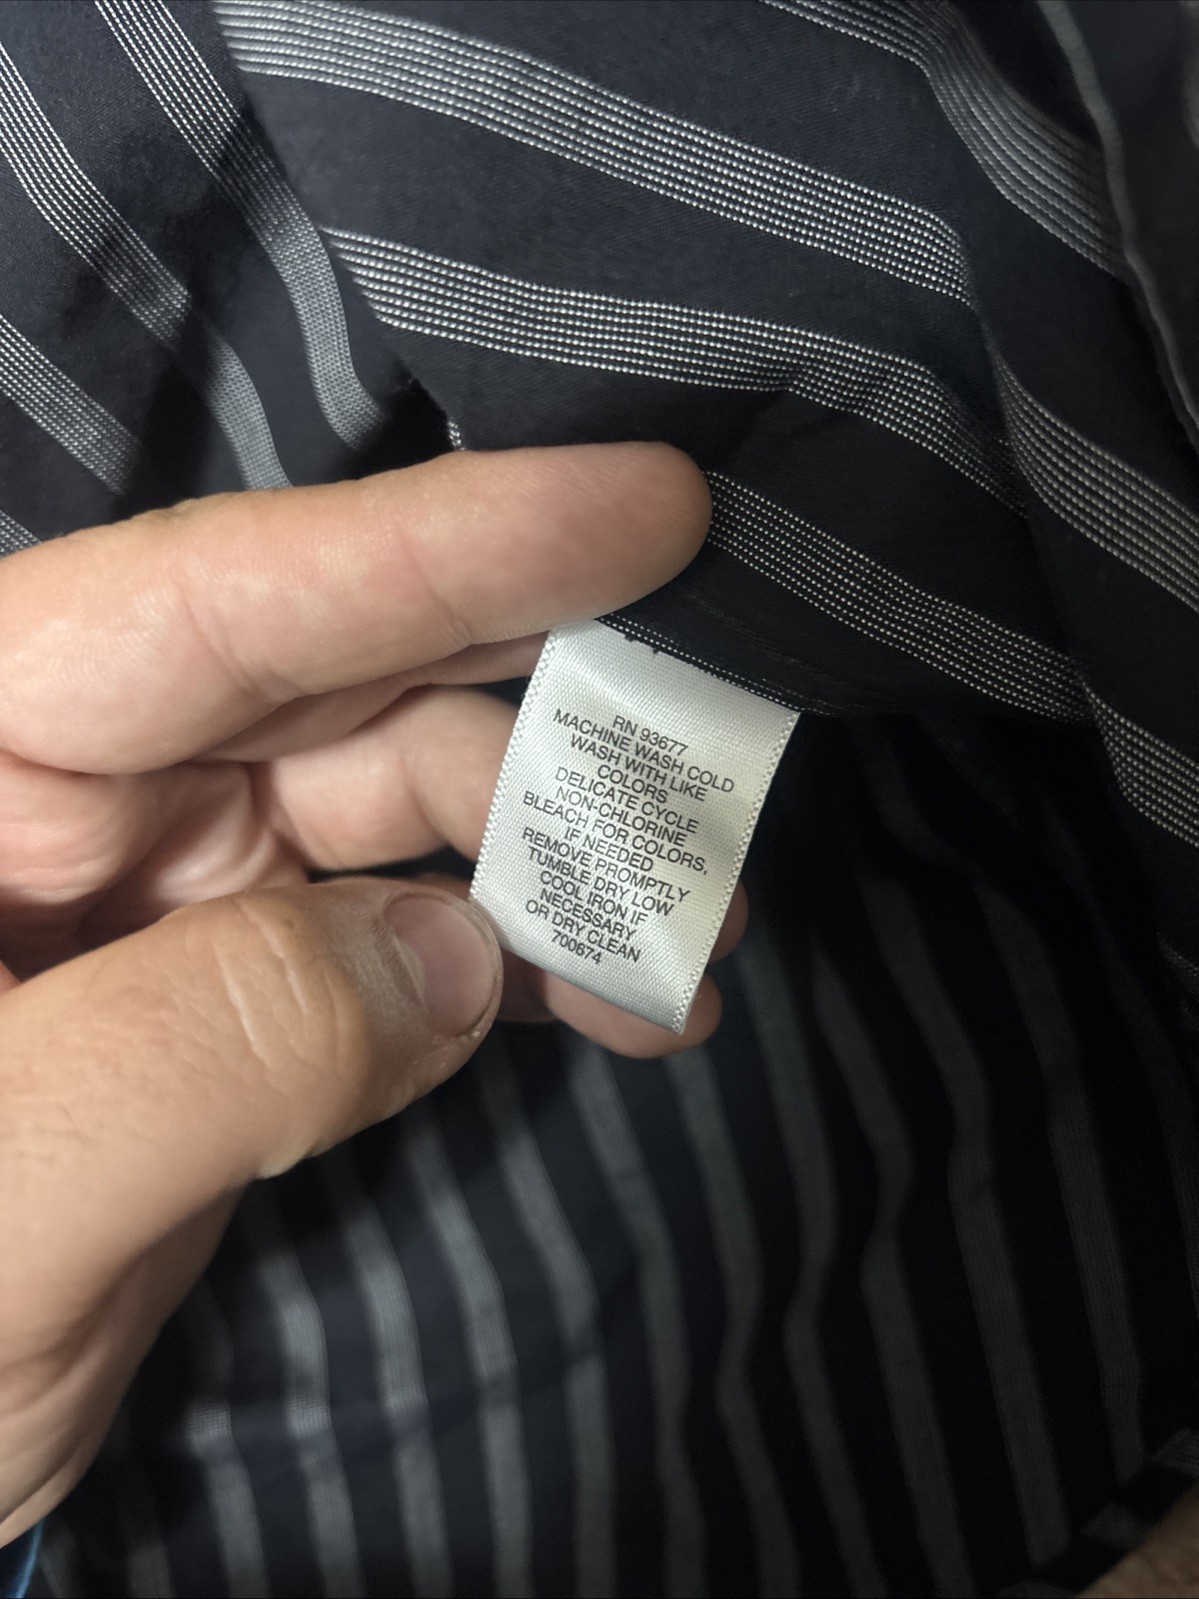 RN 93677
MACHINE WASH COLD
WASH WITH LIKE
COLORS
DELICATE CYCLE
NON-CHLORINE
BLEACH FOR COLORS,
IF NEEDED
REMOVE PROMPTLY
TUMBLE DRY LOW
COOL IRON IF
NECESSARY
OR DRY CLEAN
700674